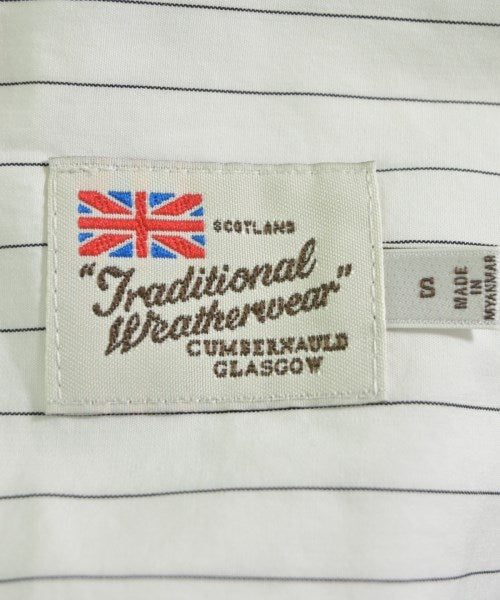 SCOTLAND
"Traditional
Weatherwear"
CUMBERNAULD
GLASGOW
S
MADE
IN
MYANMAR